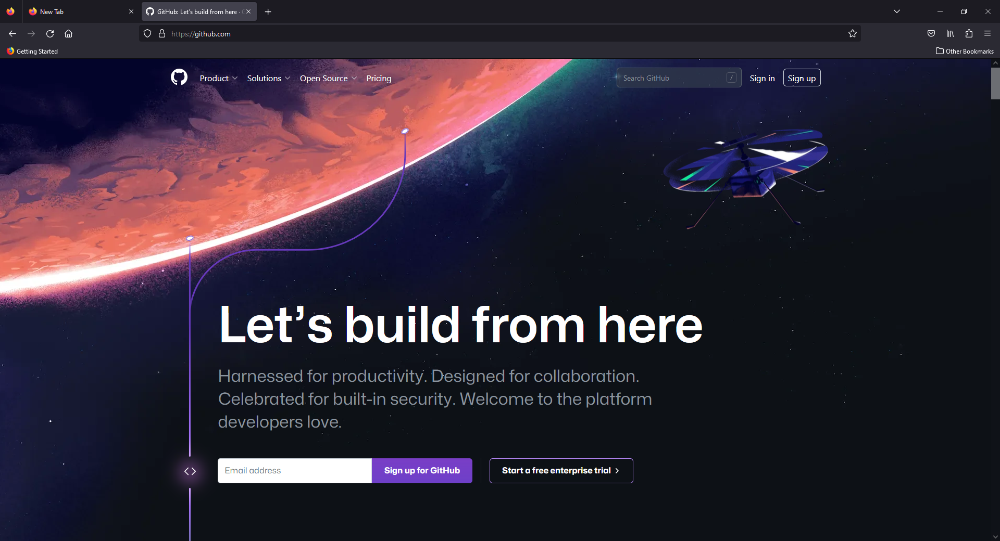 New Tab
GitHub: Let's build from here ·
https://github.com
Getting Started
Other Bookmarks
Product
Solutions
Open Source
Pricing
Search GitHub
/
Sign in
Sign up
Let’s build from here
Harnessed for productivity. Designed for collaboration.
Celebrated for built-in security. Welcome to the platform
developers love.
Email address
Sign up for GitHub
Start a free enterprise trial